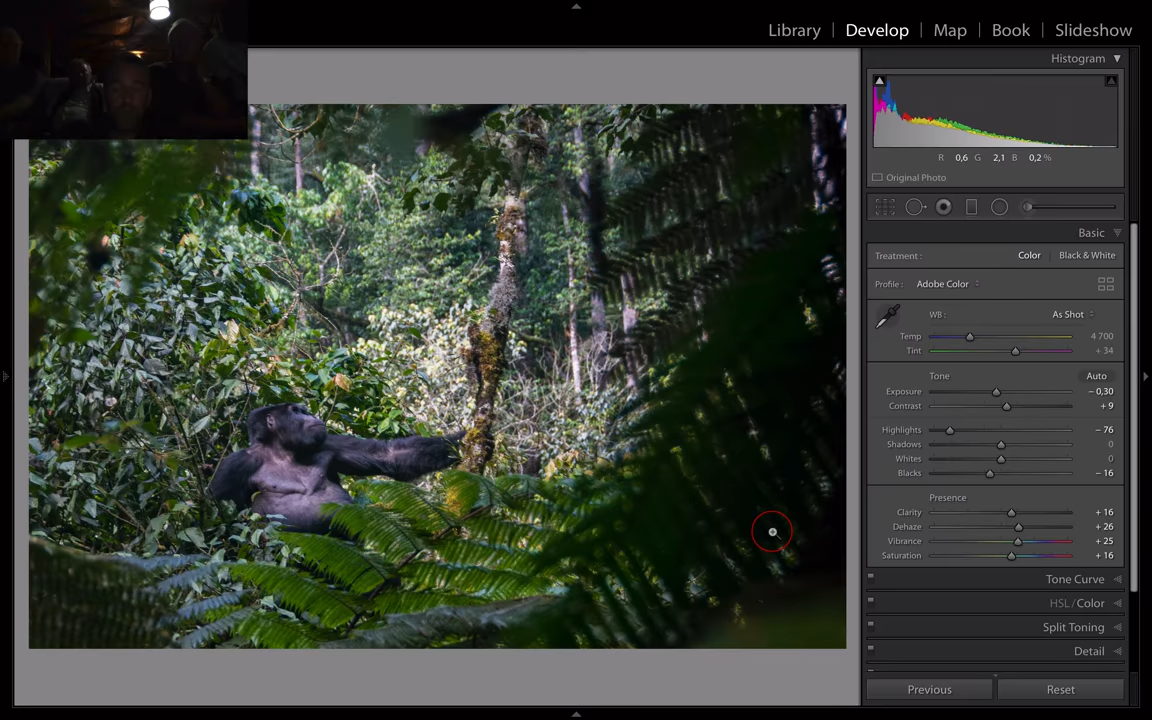 Library | Develop | Map | Book | Slideshow
Histogram
R 0,6 G 2,1 B 0,2 %
Original Photo
Basic
Treatment : Color | Black & White
Profile : Adobe Color
WB : As Shot
Temp 4 700
Tint + 34
Tone Auto
Exposure − 0,30
Contrast + 9
Highlights − 76
Shadows 0
Whites 0
Blacks − 16
Presence
Clarity + 16
Dehaze + 26
Vibrance + 25
Saturation + 16
Tone Curve
HSL / Color
Split Toning
Detail
Previous Reset